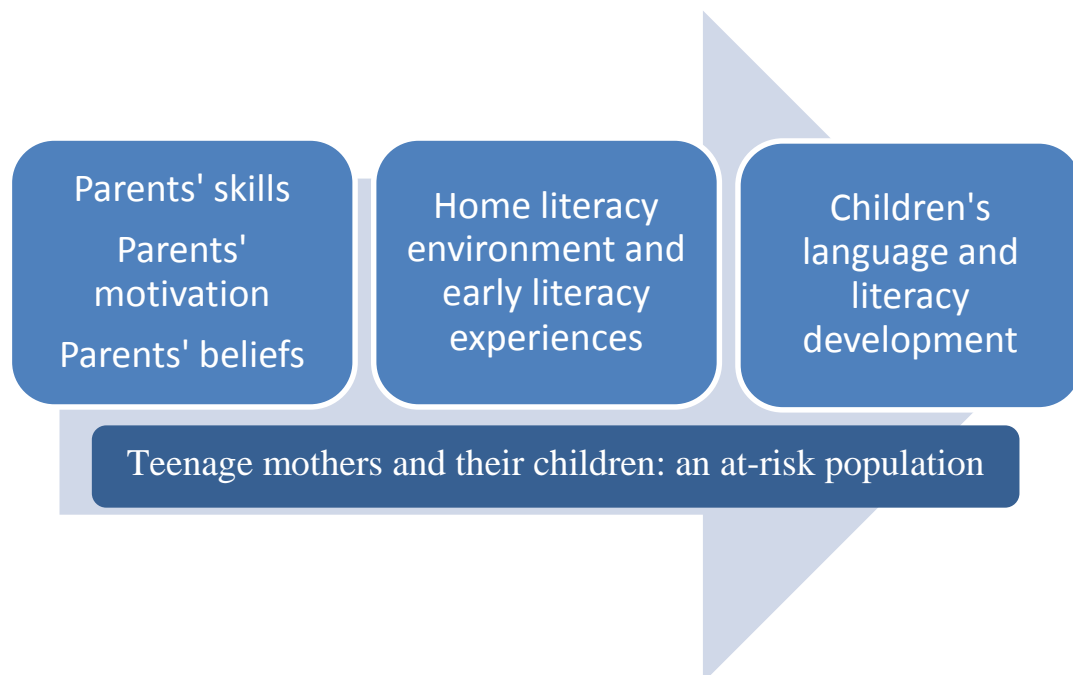 Parents' skills
Parents'
motivation
Parents' beliefs
Home literacy
environment and
early literacy
experiences
Children's
language and
literacy
development
Teenage mothers and their children: an at-risk population